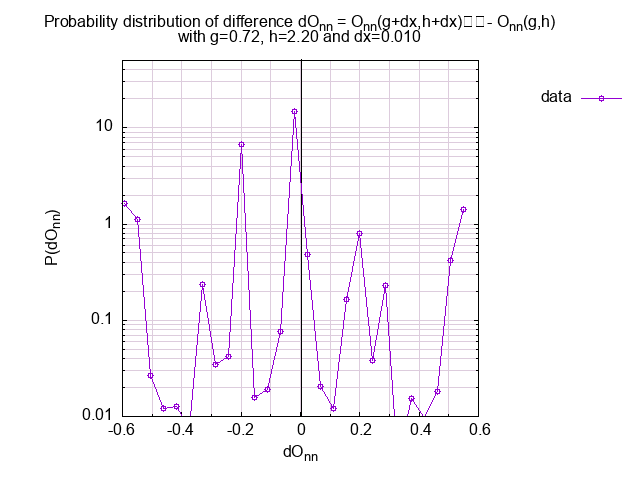 Probability distribution of difference dOnn = Onn(g+dx,h+dx)□□- Onn(g,h)
with g=0.72, h=2.20 and dx=0.010
data
10
1
0.1
0.01
P(dOnn)
-0.6 -0.4 -0.2 0 0.2 0.4 0.6
dOnn